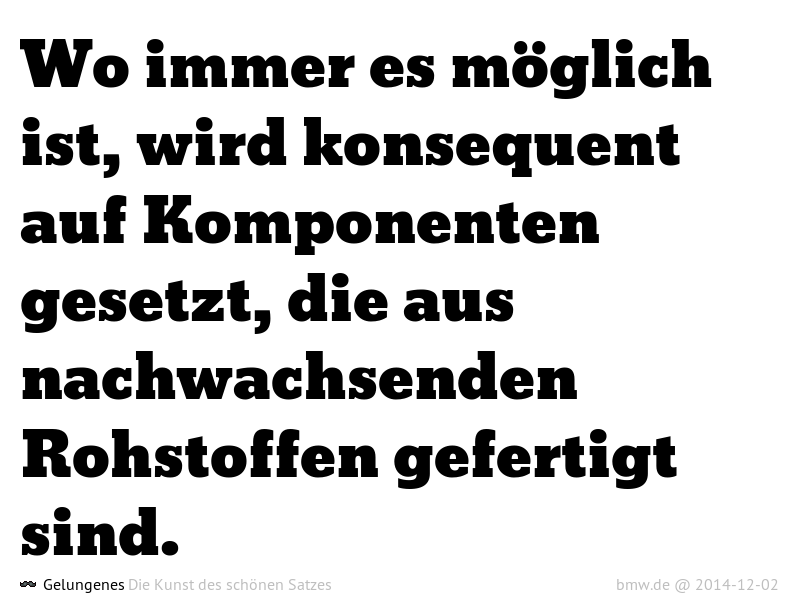 Wo immer es möglich
ist, wird konsequent
auf Komponenten
gesetzt, die aus
nachwachsenden
Rohstoffen gefertigt
sind.
Gelungenes Die Kunst des schönen Satzes bmw.de @ 2014-12-02